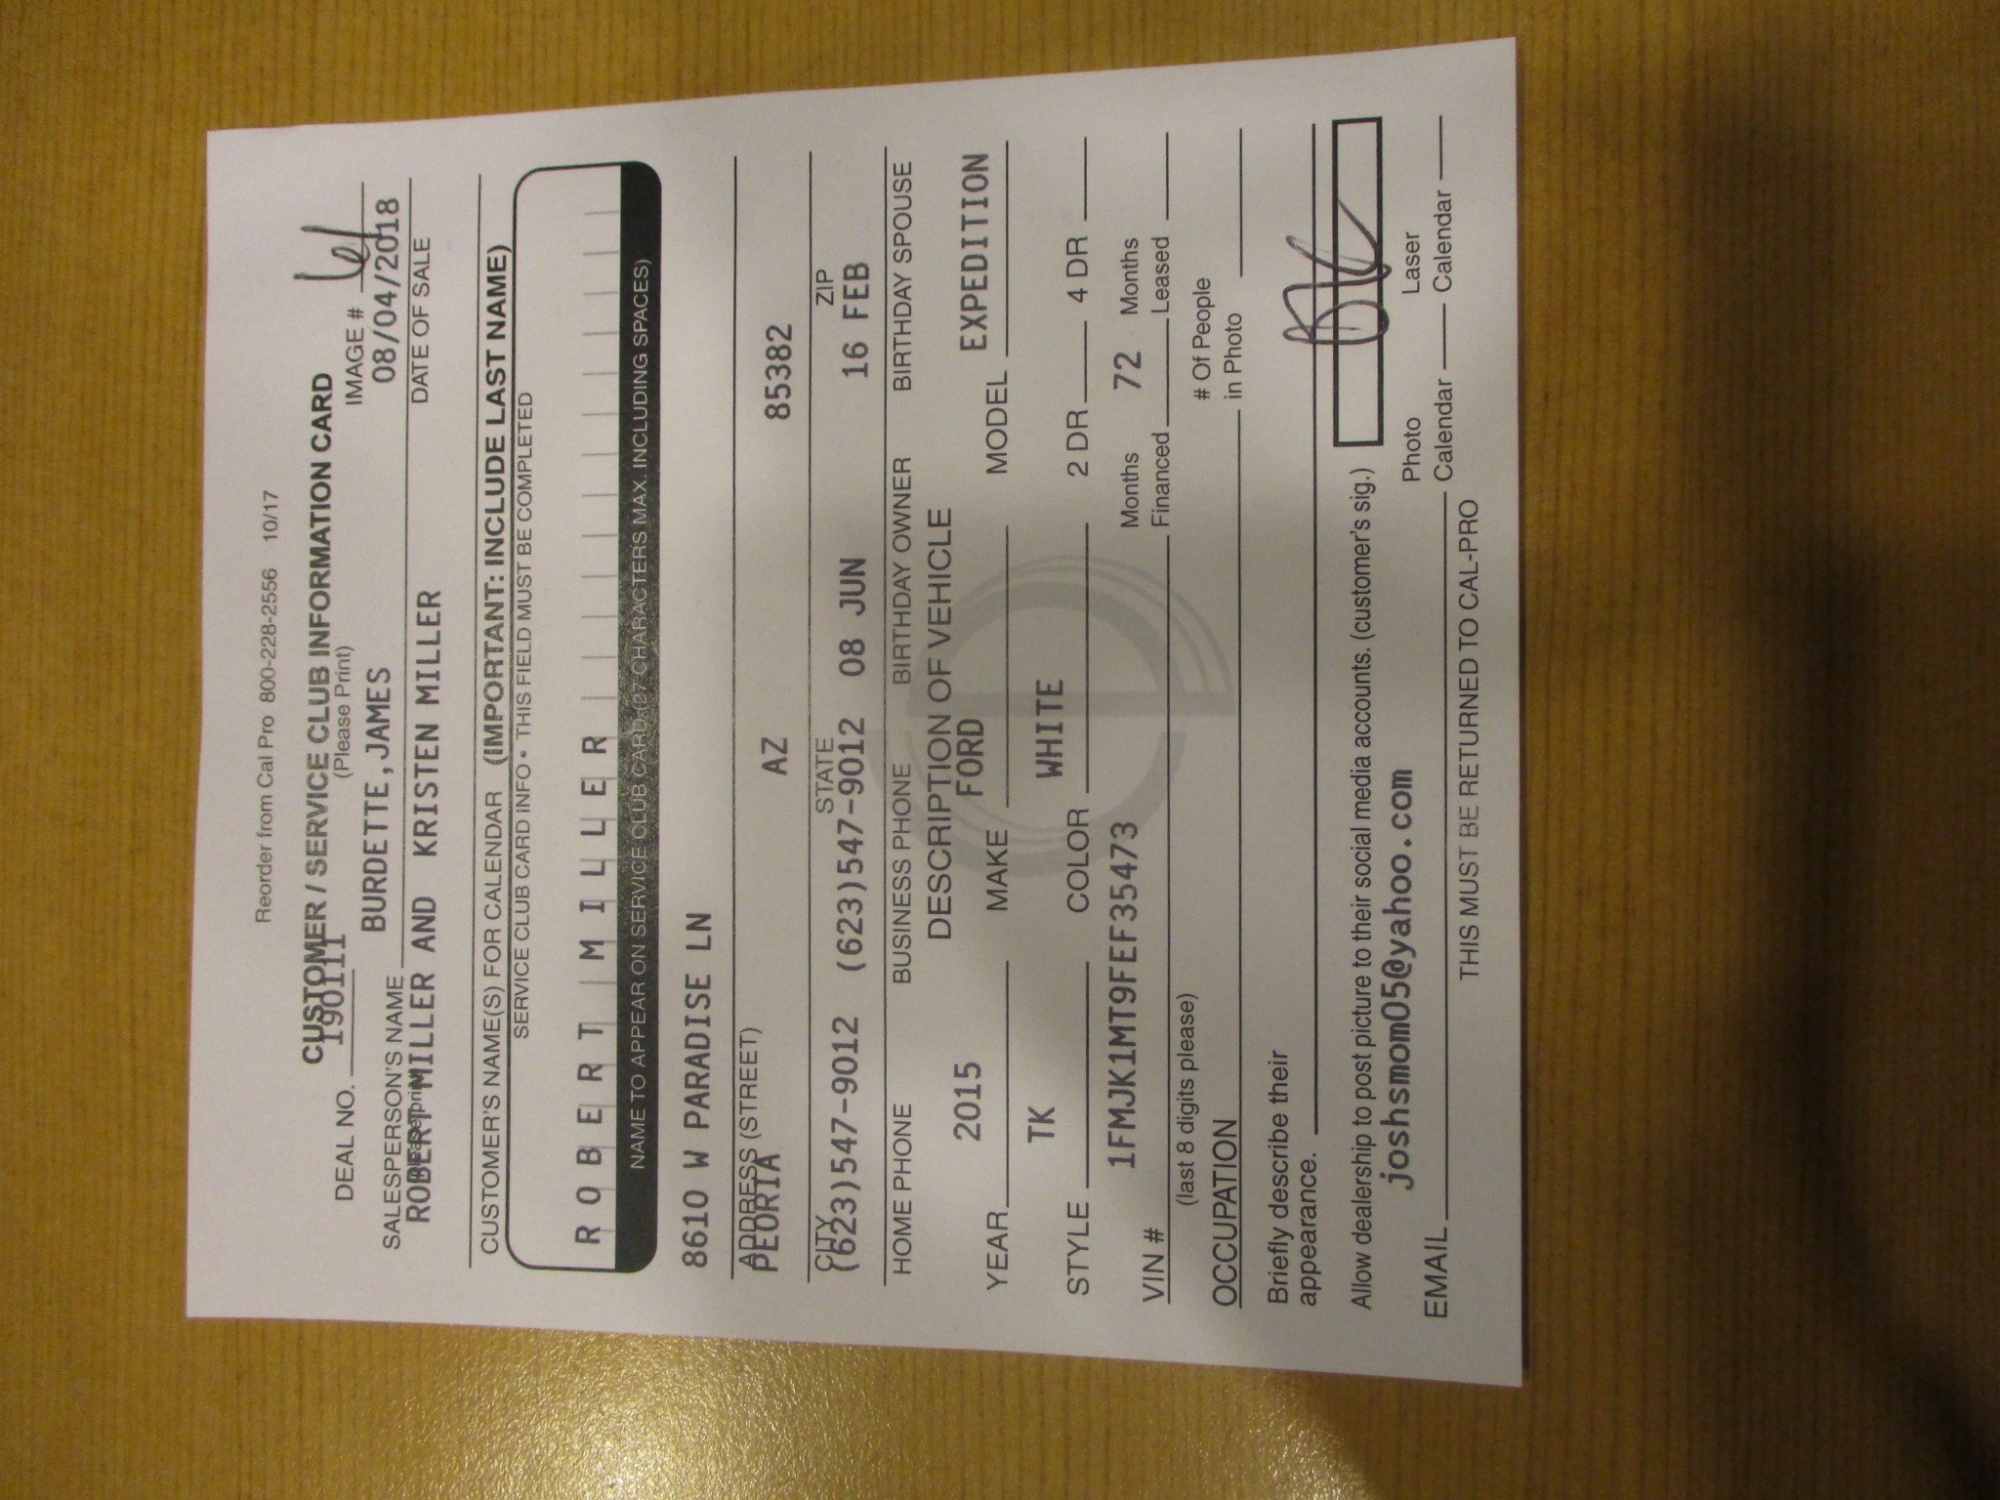 Reorder from Cal Pro 800-228-2556 10/17
CUSTOMER / SERVICE CLUB INFORMATION CARD
(Please Print)
DEAL NO. 190111 IMAGE #
BURDETTE, JAMES 08/04/2018
SALESPERSON'S NAME DATE OF SALE
ROBERT MILLER AND KRISTEN MILLER
CUSTOMER'S NAME(S) FOR CALENDAR (IMPORTANT: INCLUDE LAST NAME)
SERVICE CLUB CARD INFO • THIS FIELD MUST BE COMPLETED
ROBERT MILLER
NAME TO APPEAR ON SERVICE CLUB CARD (27 CHARACTERS MAX. INCLUDING SPACES)
8610 W PARADISE LN
ADDRESS (STREET)
PEORIA AZ 85382
CITY STATE ZIP
(623)547-9012 (623)547-9012 08 JUN 16 FEB
HOME PHONE BUSINESS PHONE BIRTHDAY OWNER BIRTHDAY SPOUSE
DESCRIPTION OF VEHICLE
YEAR 2015 MAKE FORD MODEL EXPEDITION
STYLE TK COLOR WHITE 2 DR 4 DR
VIN # 1FMJK1MT9FEF35473 Months Financed 72 Months Leased
(last 8 digits please)
OCCUPATION # Of People in Photo
Briefly describe their
appearance.
Allow dealership to post picture to their social media accounts. (customer's sig.)
EMAIL joshsmom05@yahoo.com Photo Calendar Laser Calendar
THIS MUST BE RETURNED TO CAL-PRO